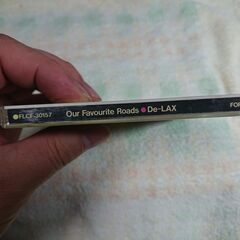 ●FLCF-30157 Our Favourite Roads ● De-LAX FOR